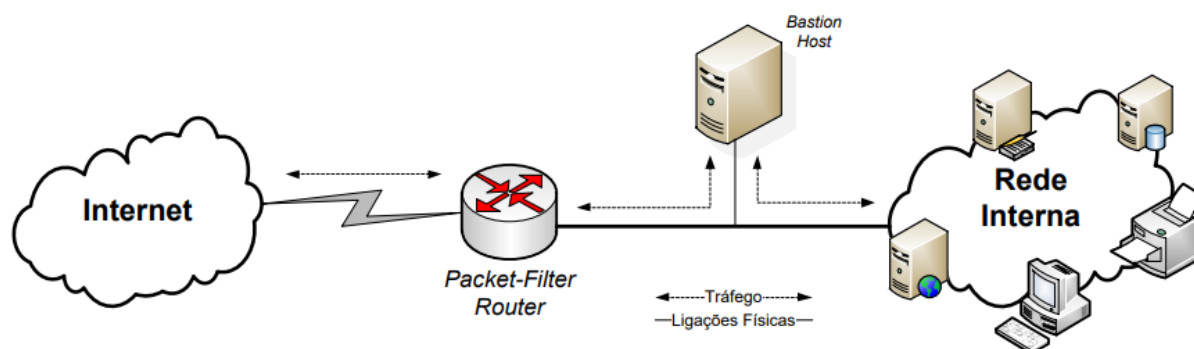 Bastion
Host
Internet
Rede
Interna
Packet-Filter
Router
Tráfego
Ligações Físicas